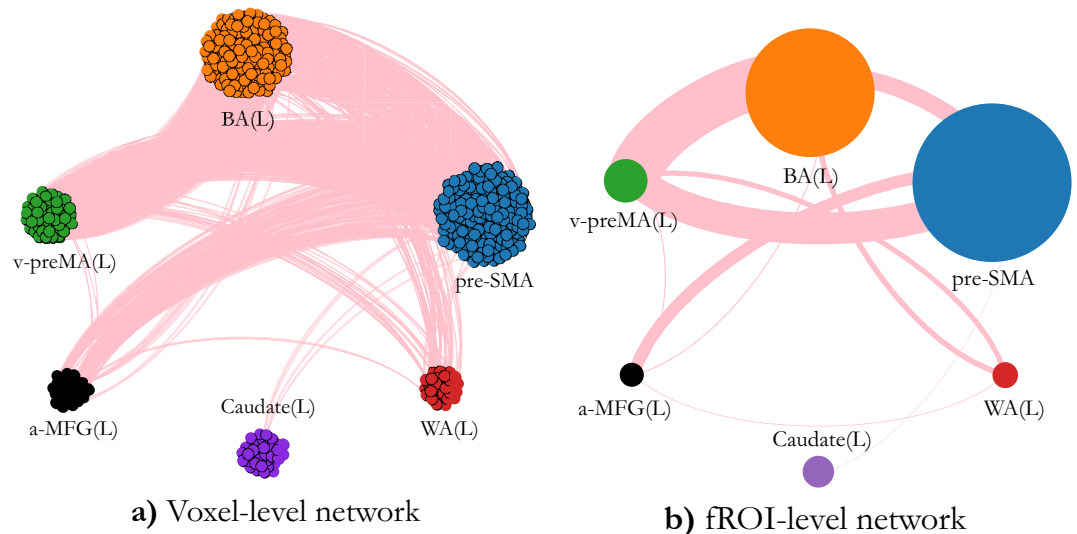 BA(L)
v-preMA(L)
pre-SMA
a-MFG(L)
Caudate(L)
WA(L)
a) Voxel-level network
BA(L)
v-preMA(L)
pre-SMA
a-MFG(L)
WA(L)
Caudate(L)
b) fROI-level network